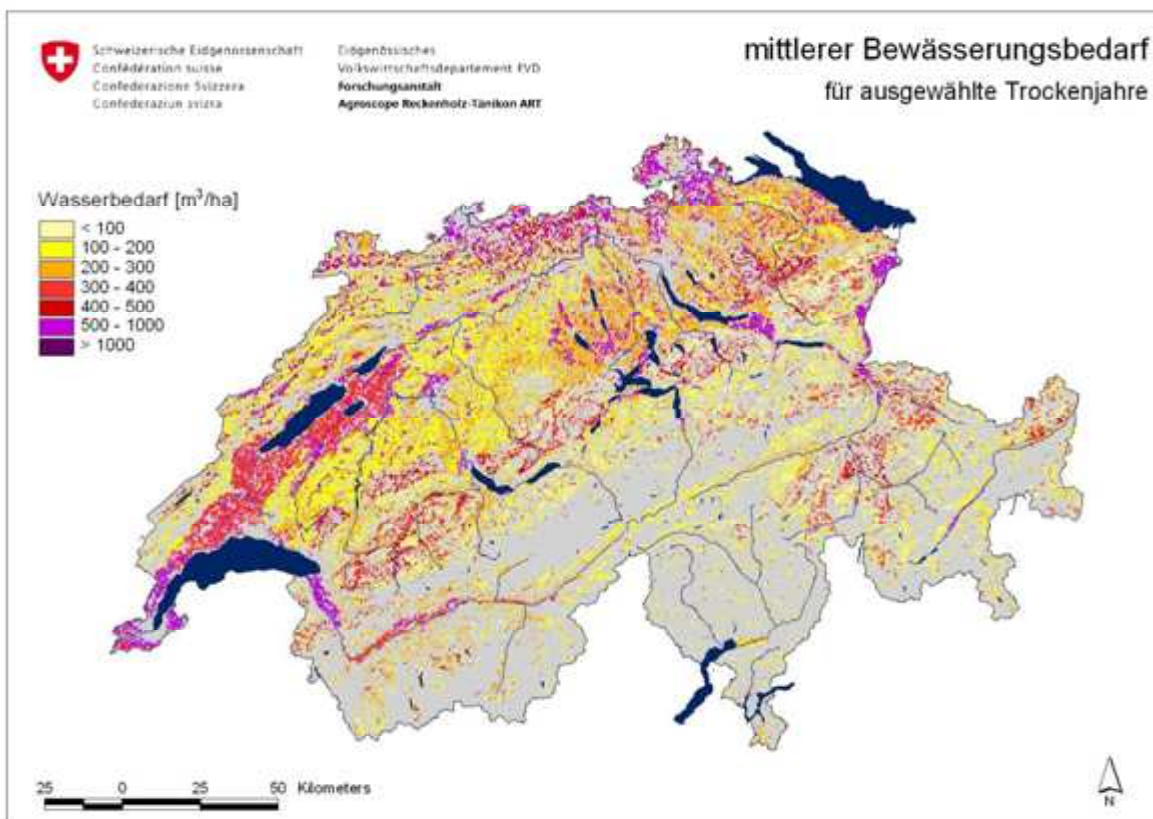 Schweizerische Eidgenossenschaft
Confédération suisse
Confederazione Svizzera
Confederaziun svizra
Eidgenössisches
Volkswirtschaftsdepartement EVD
Forschungsanstalt
Agroscope Reckenholz-Tänikon ART
mittlerer Bewässerungsbedarf
für ausgewählte Trockenjahre
Wasserbedarf [m³/ha]
< 100
100 - 200
200 - 300
300 - 400
400 - 500
500 - 1000
> 1000
25 0 25 50 Kilometers
N